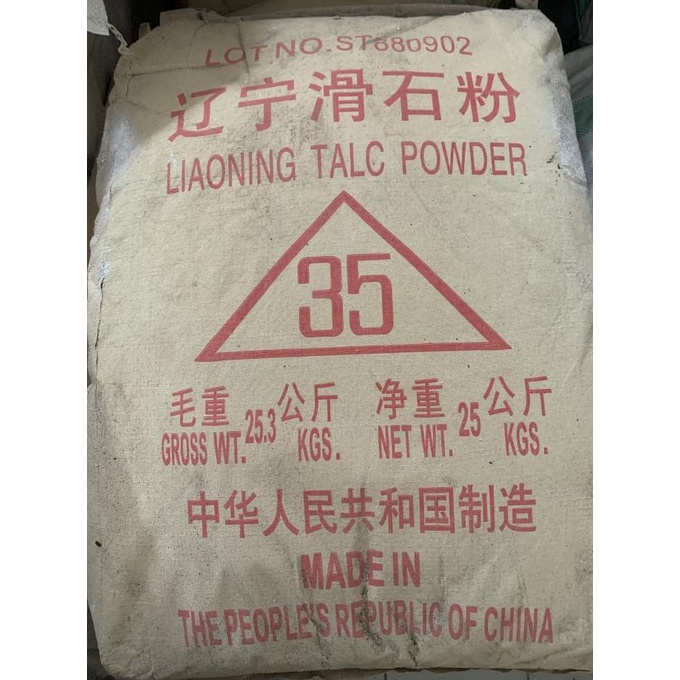 LOT NO. ST880902
辽宁滑石粉
LIAONING TALC POWDER
35
毛重 25.3 公斤 净重 25 公斤
GROSS WT. KGS. NET WT. KGS.
中华人民共和国制造
MADE IN
THE PEOPLE'S REPUBLIC OF CHINA